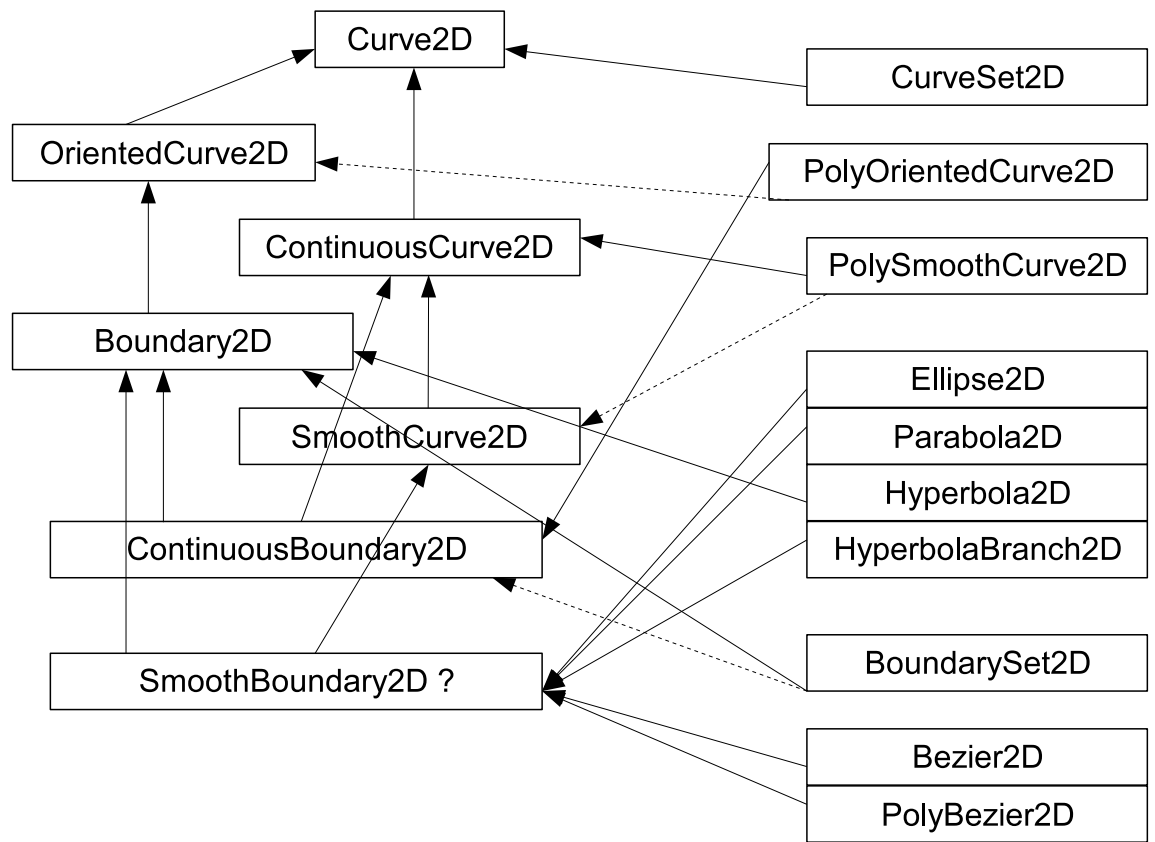 Curve2D
CurveSet2D
OrientedCurve2D
PolyOrientedCurve2D
ContinuousCurve2D
PolySmoothCurve2D
Boundary2D
Ellipse2D
SmoothCurve2D
Parabola2D
Hyperbola2D
ContinuousBoundary2D
HyperbolaBranch2D
BoundarySet2D
SmoothBoundary2D ?
Bezier2D
PolyBezier2D